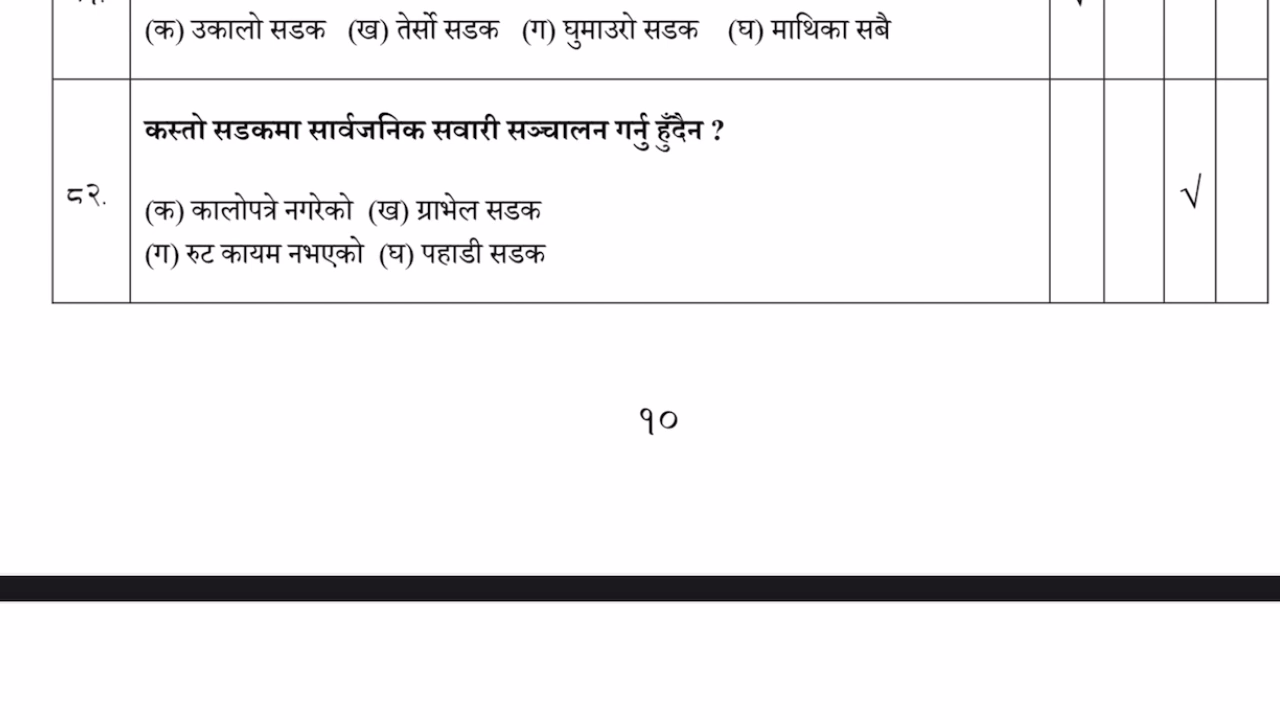 (क) उकालो सडक (ख) तेर्सो सडक (ग) घुमाउरो सडक (घ) माथिका सबै
कस्तो सडकमा सार्वजनिक सवारी सञ्चालन गर्नु हुँदैन ?
८२.
(क) कालोपत्रे नगरेको (ख) ग्राभेल सडक
√
(ग) रुट कायम नभएको (घ) पहाडी सडक
१०